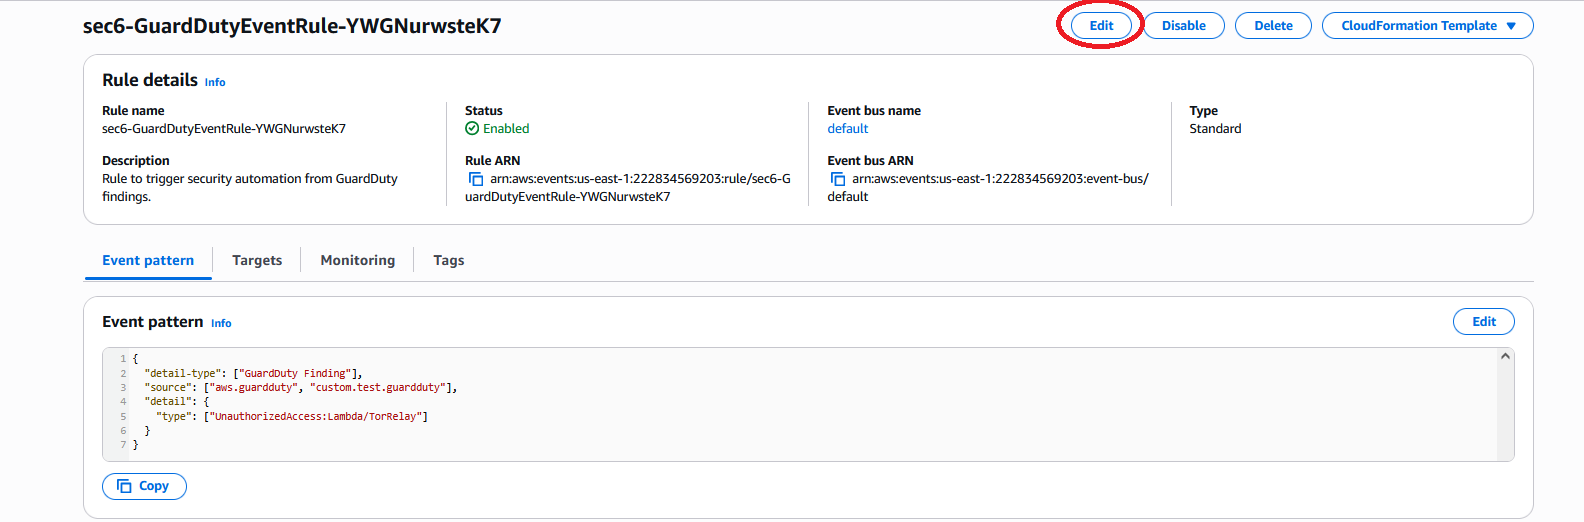 sec6-GuardDutyEventRule-YWGNurwsteK7
Edit
Disable
Delete
CloudFormation Template
Rule details Info
Rule name
sec6-GuardDutyEventRule-YWGNurwsteK7
Description
Rule to trigger security automation from GuardDuty
findings.
Status
Enabled
Rule ARN
arn:aws:events:us-east-1:222834569203:rule/sec6-G
uardDutyEventRule-YWGNurwsteK7
Event bus name
default
Event bus ARN
arn:aws:events:us-east-1:222834569203:event-bus/
default
Type
Standard
Event pattern
Targets
Monitoring
Tags
Event pattern Info
Edit
1 {
2 "detail-type": ["GuardDuty Finding"],
3 "source": ["aws.guardduty", "custom.test.guardduty"],
4 "detail": {
5 "type": ["UnauthorizedAccess:Lambda/TorRelay"]
6 }
7 }
Copy